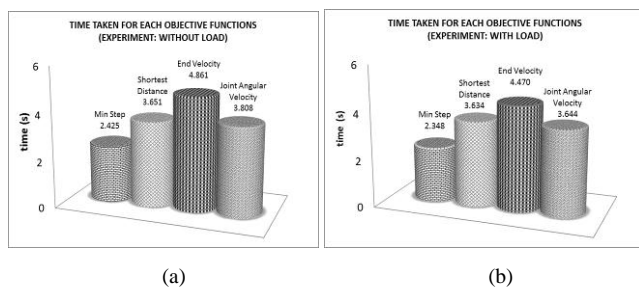 TIME TAKEN FOR EACH OBJECTIVE FUNCTIONS
(EXPERIMENT: WITHOUT LOAD)
6
4
2
0
time (s)
Min Step
2.425
Shortest
Distance
3.651
End Velocity
4.861
Joint Angular
Velocity
3.808
(a)
TIME TAKEN FOR EACH OBJECTIVE FUNCTIONS
(EXPERIMENT: WITH LOAD)
6
4
2
0
time (s)
Min Step
2.348
Shortest
Distance
3.634
End Velocity
4.470
Joint Angular
Velocity
3.644
(b)